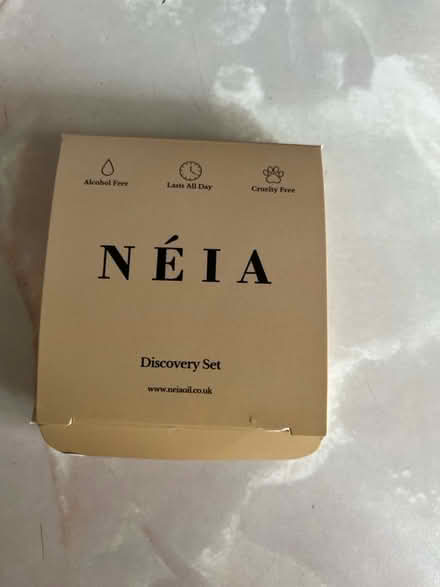 Alcohol Free
Lasts All Day
Cruelty Free
NÉIA
Discovery Set
www.neiaoil.co.uk